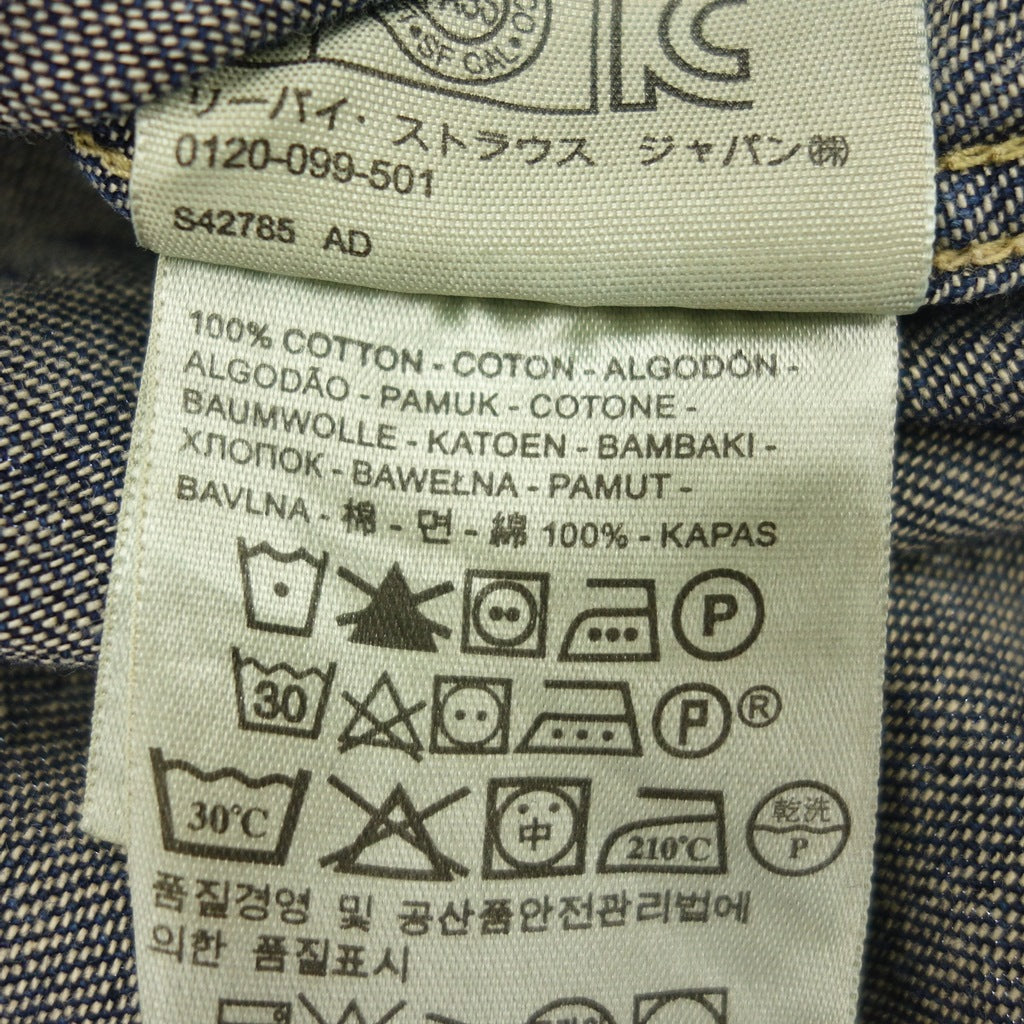 SF CAL
リーバイ・ストラウス ジャパン㈱
0120-099-501
S42785 AD
100% COTTON - COTON - ALGODÓN -
ALGODÃO - PAMUK - COTONE -
BAUMWOLLE - KATOEN - BAMBAKI -
ХЛОПОК - BAWEŁNA - PAMUT -
BAVLNA - 棉 - 면 - 綿 100% - KAPAS
P
30 P ®
30℃ 中 210℃ 乾洗 P
품질경영 및 공산품안전관리법에
의한 품질표시